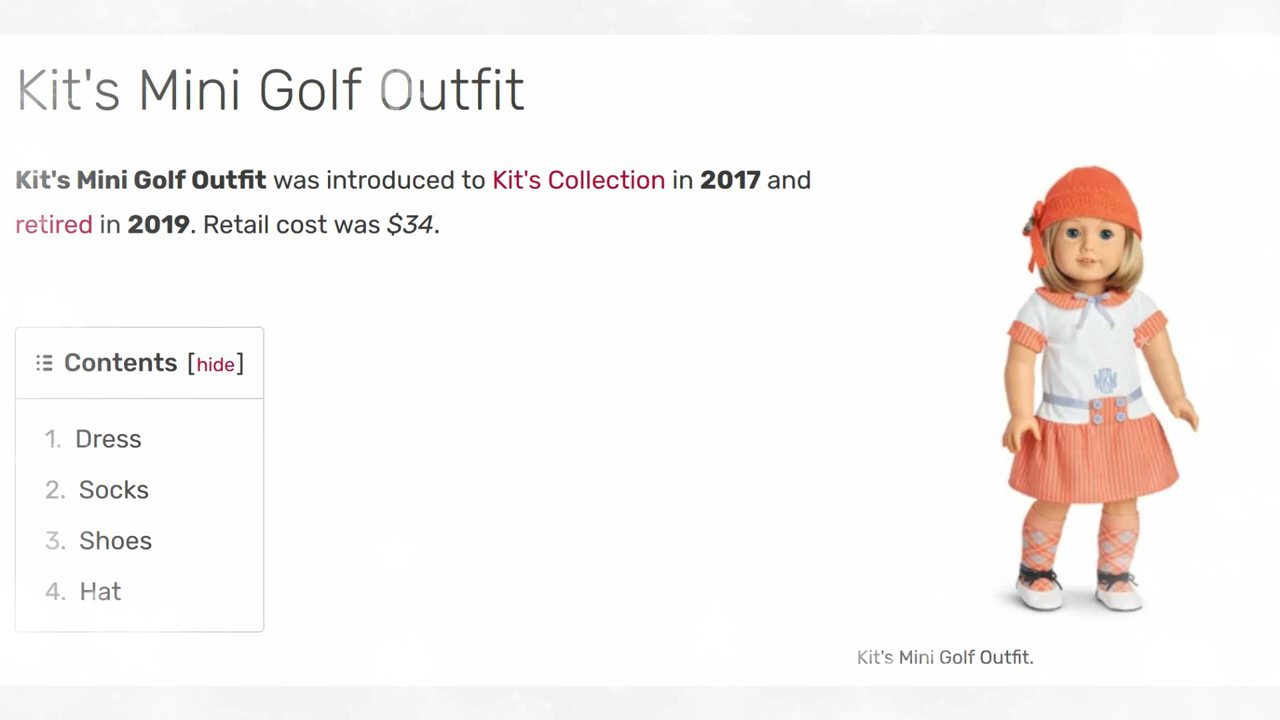 Kit's Mini Golf Outfit
Kit's Mini Golf Outfit was introduced to Kit's Collection in 2017 and
retired in 2019. Retail cost was $34.
Contents [hide]
1. Dress
2. Socks
3. Shoes
4. Hat
Kit's Mini Golf Outfit.